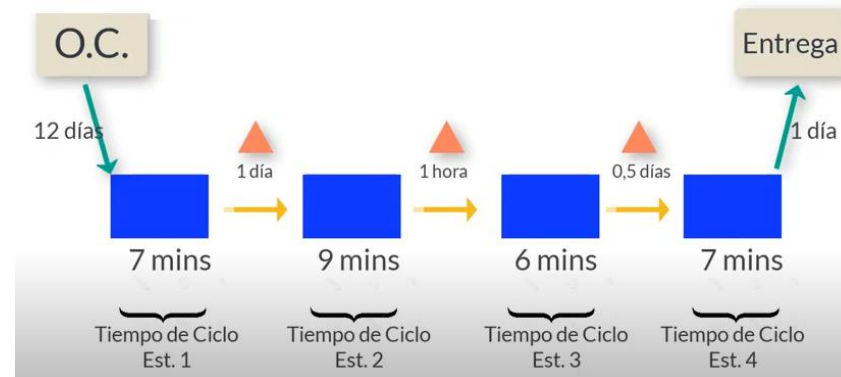 O.C.
Entrega
12 días
1 día
1 día
1 hora
0,5 días
7 mins
9 mins
6 mins
7 mins
Tiempo de Ciclo
Est. 1
Tiempo de Ciclo
Est. 2
Tiempo de Ciclo
Est. 3
Tiempo de Ciclo
Est. 4